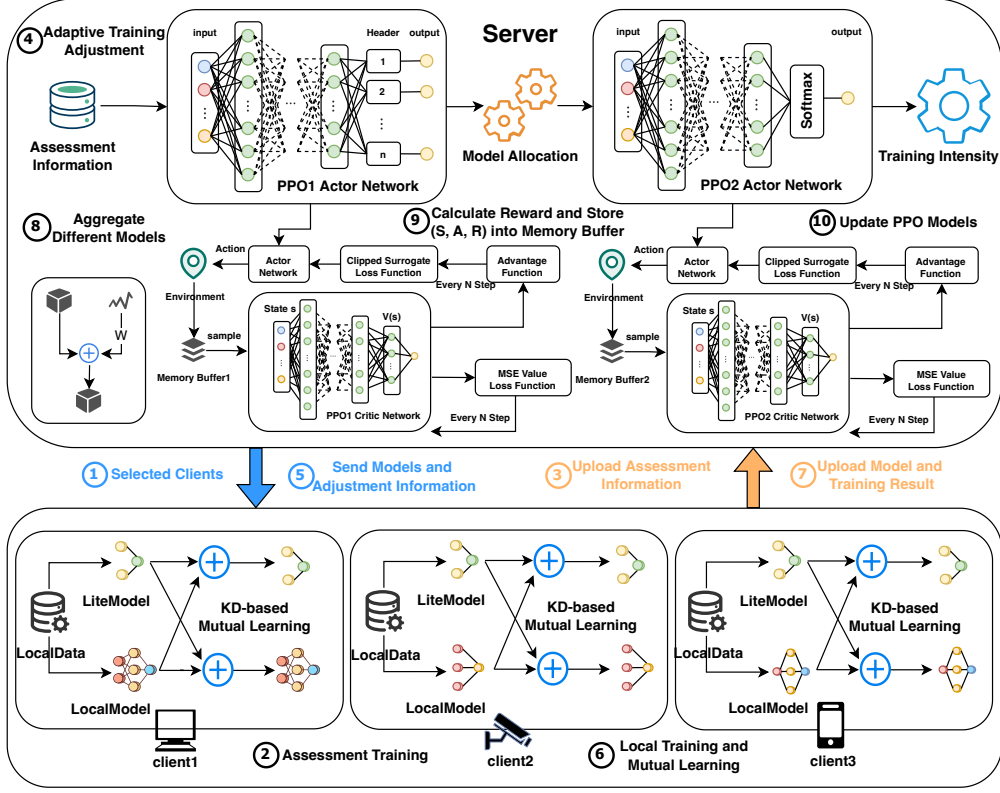 Server
4 Adaptive Training
Adjustment
Assessment
Information
input
Header
output
1
2
n
PPO1 Actor Network
Model Allocation
input
output
Softmax
PPO2 Actor Network
Training Intensity
8 Aggregate
Different Models
W
9 Calculate Reward and Store
(S, A, R) into Memory Buffer
10 Update PPO Models
Action
Actor
Network
Clipped Surrogate
Loss Function
Advantage
Function
Every N Step
Environment
sample
Memory Buffer1
State s
V(s)
PPO1 Critic Network
MSE Value
Loss Function
Every N Step
Action
Actor
Network
Clipped Surrogate
Loss Function
Advantage
Function
Every N Step
Environment
sample
Memory Buffer2
State s
V(s)
PPO2 Critic Network
MSE Value
Loss Function
Every N Step
1 Selected Clients
5 Send Models and
Adjustment Information
3 Upload Assessment
Information
7 Upload Model and
Training Result
LiteModel
LocalData
KD-based
Mutual Learning
LocalModel
client1
LiteModel
LocalData
KD-based
Mutual Learning
LocalModel
client2
LiteModel
LocalData
KD-based
Mutual Learning
LocalModel
client3
2 Assessment Training
6 Local Training and
Mutual Learning